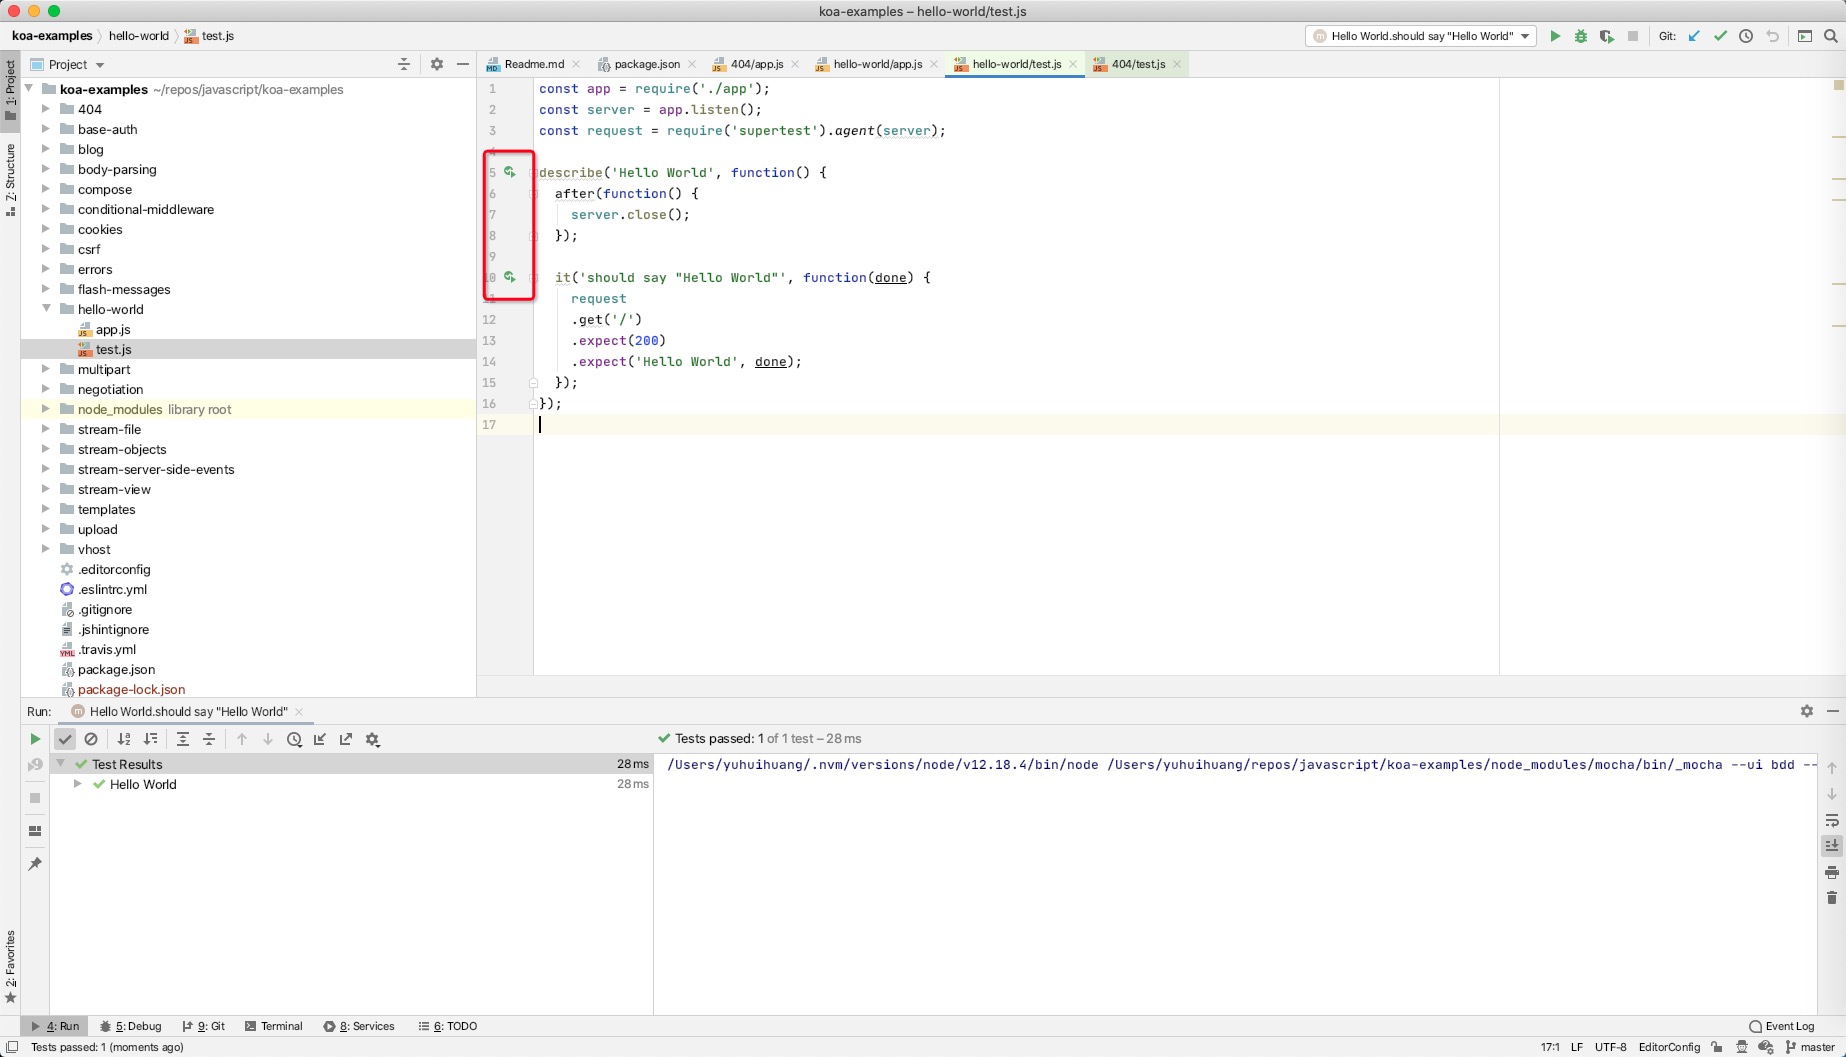 koa-examples – hello-world/test.js
koa-examples hello-world test.js
Hello World.should say "Hello World"
Git:
Project
Readme.md
package.json
404/app.js
hello-world/app.js
hello-world/test.js
404/test.js
1: Project
Z: Structure
2: Favorites
koa-examples ~/repos/javascript/koa-examples
404
base-auth
blog
body-parsing
compose
conditional-middleware
cookies
csrf
errors
flash-messages
hello-world
app.js
test.js
multipart
negotiation
node_modules library root
stream-file
stream-objects
stream-server-side-events
stream-view
templates
upload
vhost
.editorconfig
.eslintrc.yml
.gitignore
.jshintignore
.travis.yml
package.json
package-lock.json
1 const app = require('./app');
2 const server = app.listen();
3 const request = require('supertest').agent(server);
4
5 describe('Hello World', function() {
6 after(function() {
7 server.close();
8 });
9
10 it('should say "Hello World"', function(done) {
11 request
12 .get('/')
13 .expect(200)
14 .expect('Hello World', done);
15 });
16 });
17
Run: Hello World.should say "Hello World"
Tests passed: 1 of 1 test – 28 ms
Test Results 28 ms
Hello World 28 ms
/Users/yuhuihuang/.nvm/versions/node/v12.18.4/bin/node /Users/yuhuihuang/repos/javascript/koa-examples/node_modules/mocha/bin/_mocha --ui bdd --
4: Run
5: Debug
9: Git
Terminal
8: Services
6: TODO
Event Log
Tests passed: 1 (moments ago)
17:1 LF UTF-8 EditorConfig master